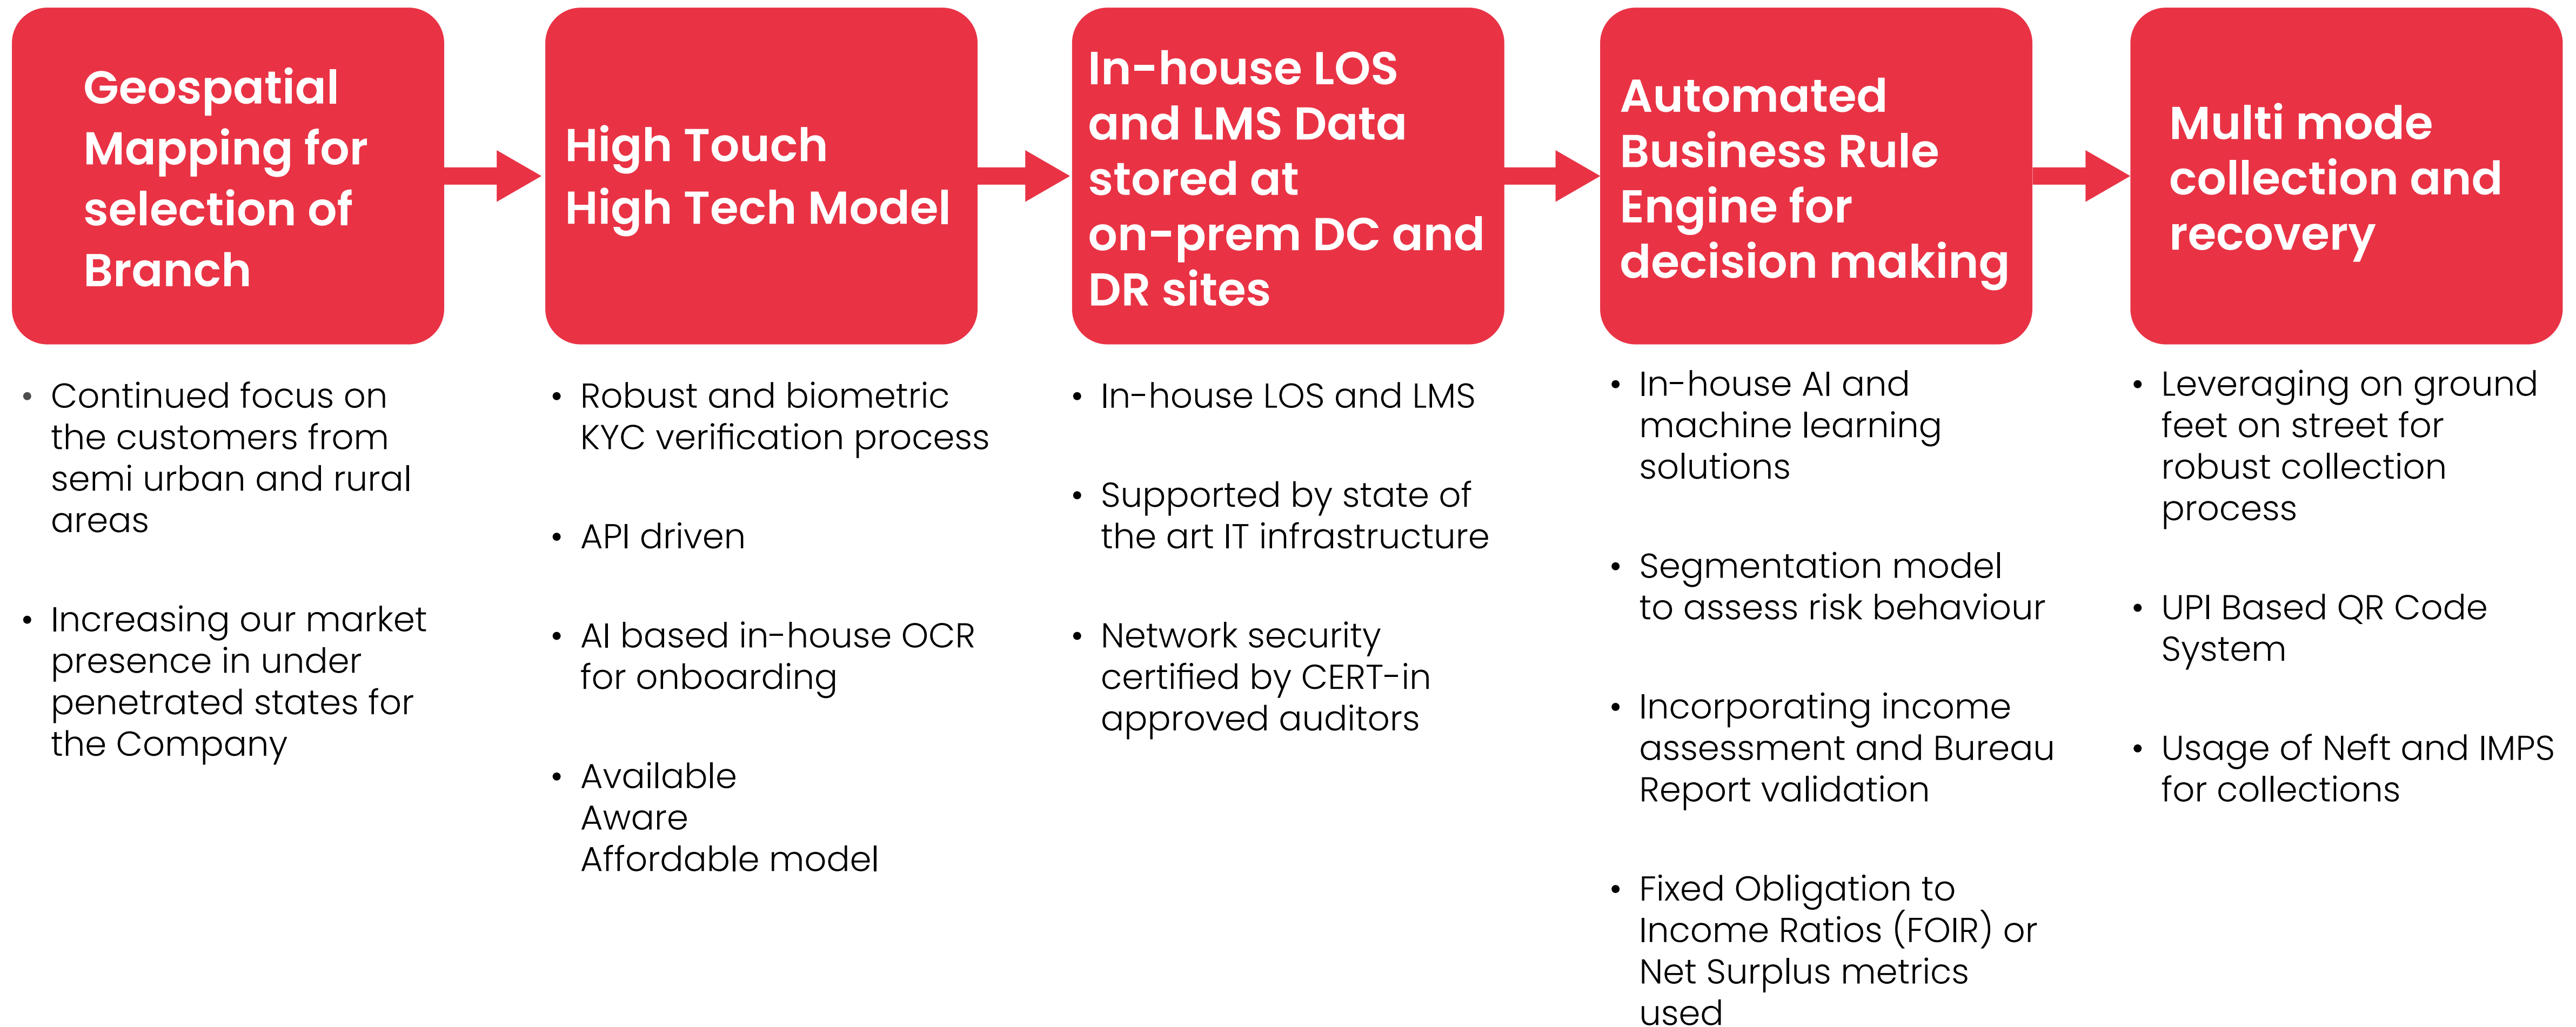 Geospatial
Mapping for
selection of
Branch
High Touch
High Tech Model
In-house LOS
and LMS Data
stored at
on-prem DC and
DR sites
Automated
Business Rule
Engine for
decision making
Multi mode
collection and
recovery
• Continued focus on
the customers from
semi urban and rural
areas
• Increasing our market
presence in under
penetrated states for
the Company
• Robust and biometric
KYC verification process
• API driven
• AI based in-house OCR
for onboarding
• Available
Aware
Affordable model
• In-house LOS and LMS
• Supported by state of
the art IT infrastructure
• Network security
certified by CERT-in
approved auditors
• In-house AI and
machine learning
solutions
• Segmentation model
to assess risk behaviour
• Incorporating income
assessment and Bureau
Report validation
• Fixed Obligation to
Income Ratios (FOIR) or
Net Surplus metrics
used
• Leveraging on ground
feet on street for
robust collection
process
• UPI Based QR Code
System
• Usage of Neft and IMPS
for collections